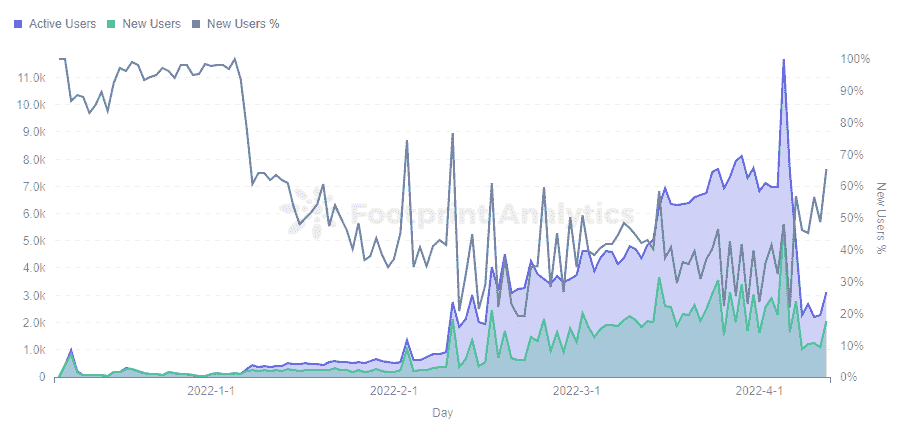 Active Users New Users New Users %
11.0k
10.0k
9.0k
8.0k
7.0k
6.0k
5.0k
4.0k
3.0k
2.0k
1.0k
0
100%
90%
80%
70%
60%
50%
40%
30%
20%
10%
0%
New Users %
Footprint Analytics
2022-1-1 2022-2-1 2022-3-1 2022-4-1
Day